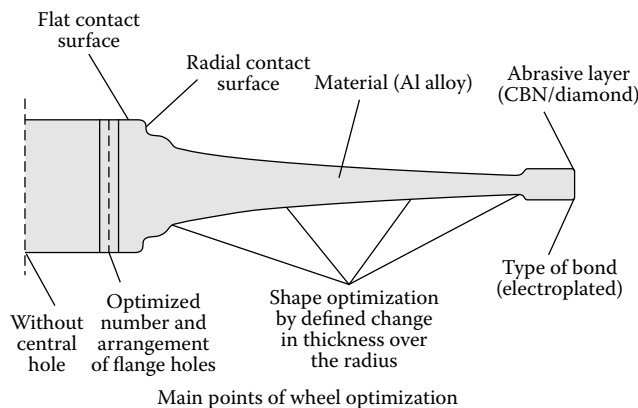 Flat contact
surface
Radial contact
surface
Material (Al alloy)
Abrasive layer
(CBN/diamond)
Without
central
hole
Optimized
number and
arrangement
of flange holes
Shape optimization
by defined change
in thickness over
the radius
Type of bond
(electroplated)
Main points of wheel optimization